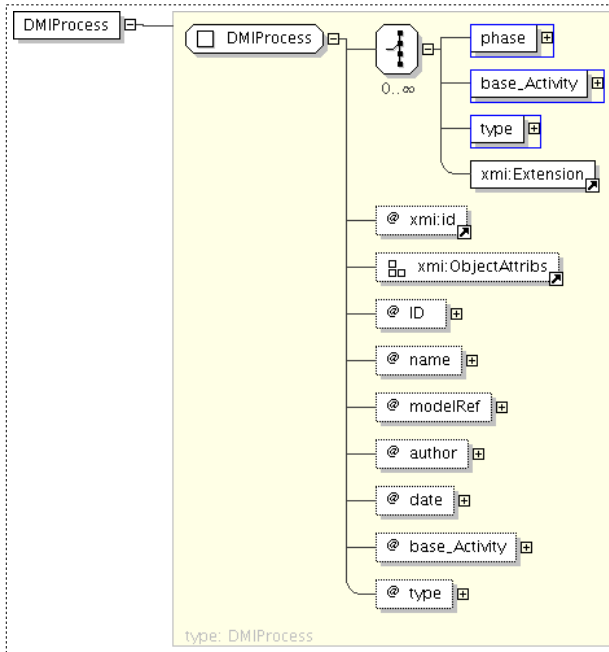 DMIProcess
DMIProcess
phase
0..∞
base_Activity
type
xmi:Extension
@ xmi:id
xmi:ObjectAttribs
@ ID
@ name
@ modelRef
@ author
@ date
@ base_Activity
@ type
type: DMIProcess